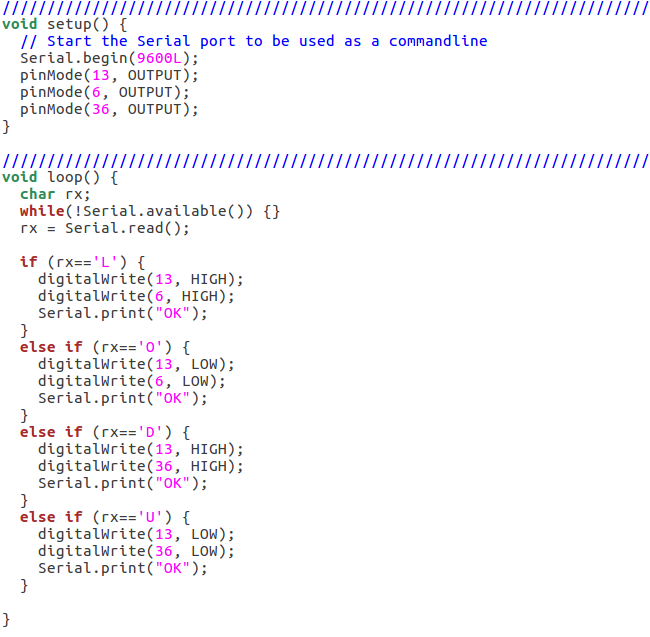 ////////////////////////////////////////////////////////////////////////
void setup() {
  // Start the Serial port to be used as a commandline
  Serial.begin(9600L);
  pinMode(13, OUTPUT);
  pinMode(6, OUTPUT);
  pinMode(36, OUTPUT);
}

////////////////////////////////////////////////////////////////////////
void loop() {
  char rx;
  while(!Serial.available()) {}
  rx = Serial.read();

  if (rx=='L') {
    digitalWrite(13, HIGH);
    digitalWrite(6, HIGH);
    Serial.print("OK");
  }
  else if (rx=='O') {
    digitalWrite(13, LOW);
    digitalWrite(6, LOW);
    Serial.print("OK");
  }
  else if (rx=='D') {
    digitalWrite(13, HIGH);
    digitalWrite(36, HIGH);
    Serial.print("OK");
  }
  else if (rx=='U') {
    digitalWrite(13, LOW);
    digitalWrite(36, LOW);
    Serial.print("OK");
  }

}